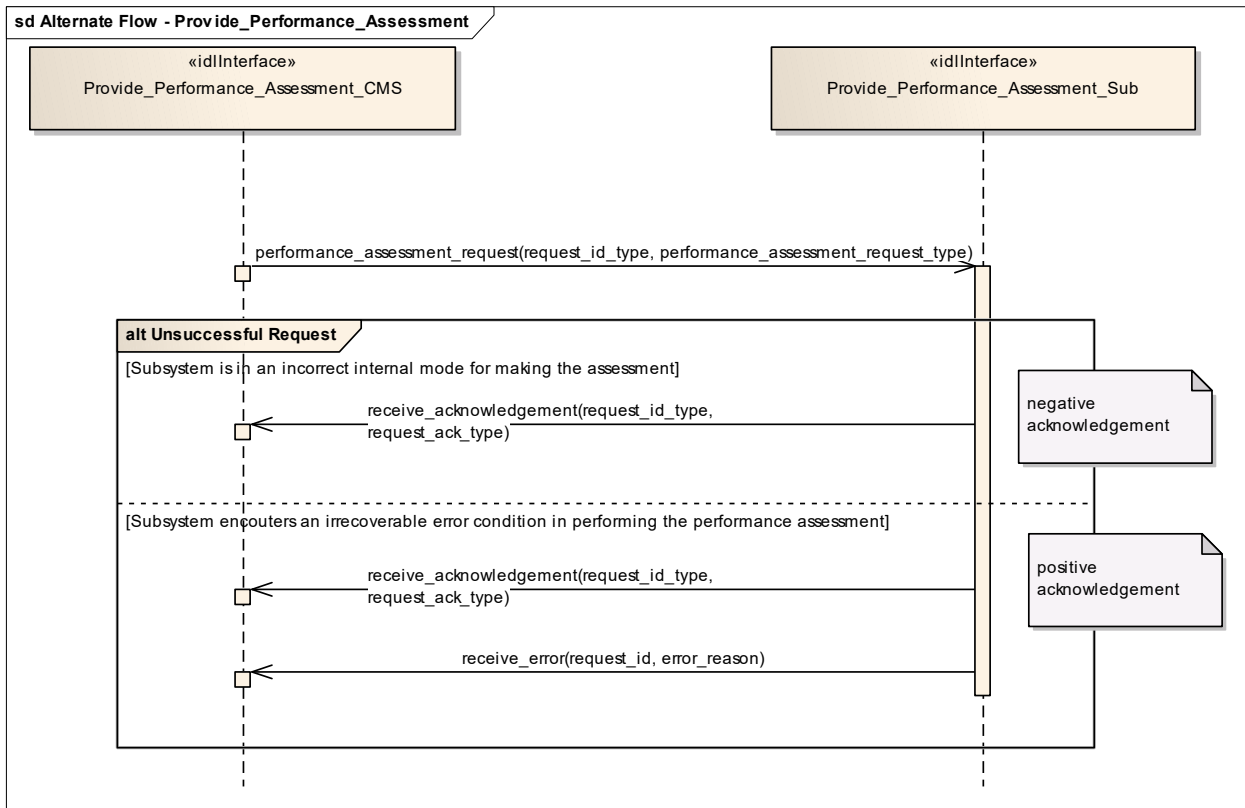 sd Alternate Flow - Provide_Performance_Assessment
«idlInterface»
Provide_Performance_Assessment_CMS
«idlInterface»
Provide_Performance_Assessment_Sub
performance_assessment_request(request_id_type, performance_assessment_request_type)
alt Unsuccessful Request
[Subsystem is in an incorrect internal mode for making the assessment]
receive_acknowledgement(request_id_type,
request_ack_type)
negative
acknowledgement
[Subsystem encouters an irrecoverable error condition in performing the performance assessment]
receive_acknowledgement(request_id_type,
request_ack_type)
positive
acknowledgement
receive_error(request_id, error_reason)